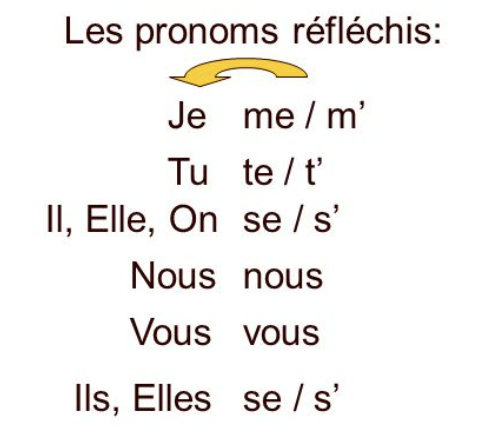 Les pronoms réfléchis:
Je me / m’
Tu te / t’
Il, Elle, On se / s’
Nous nous
Vous vous
Ils, Elles se / s’